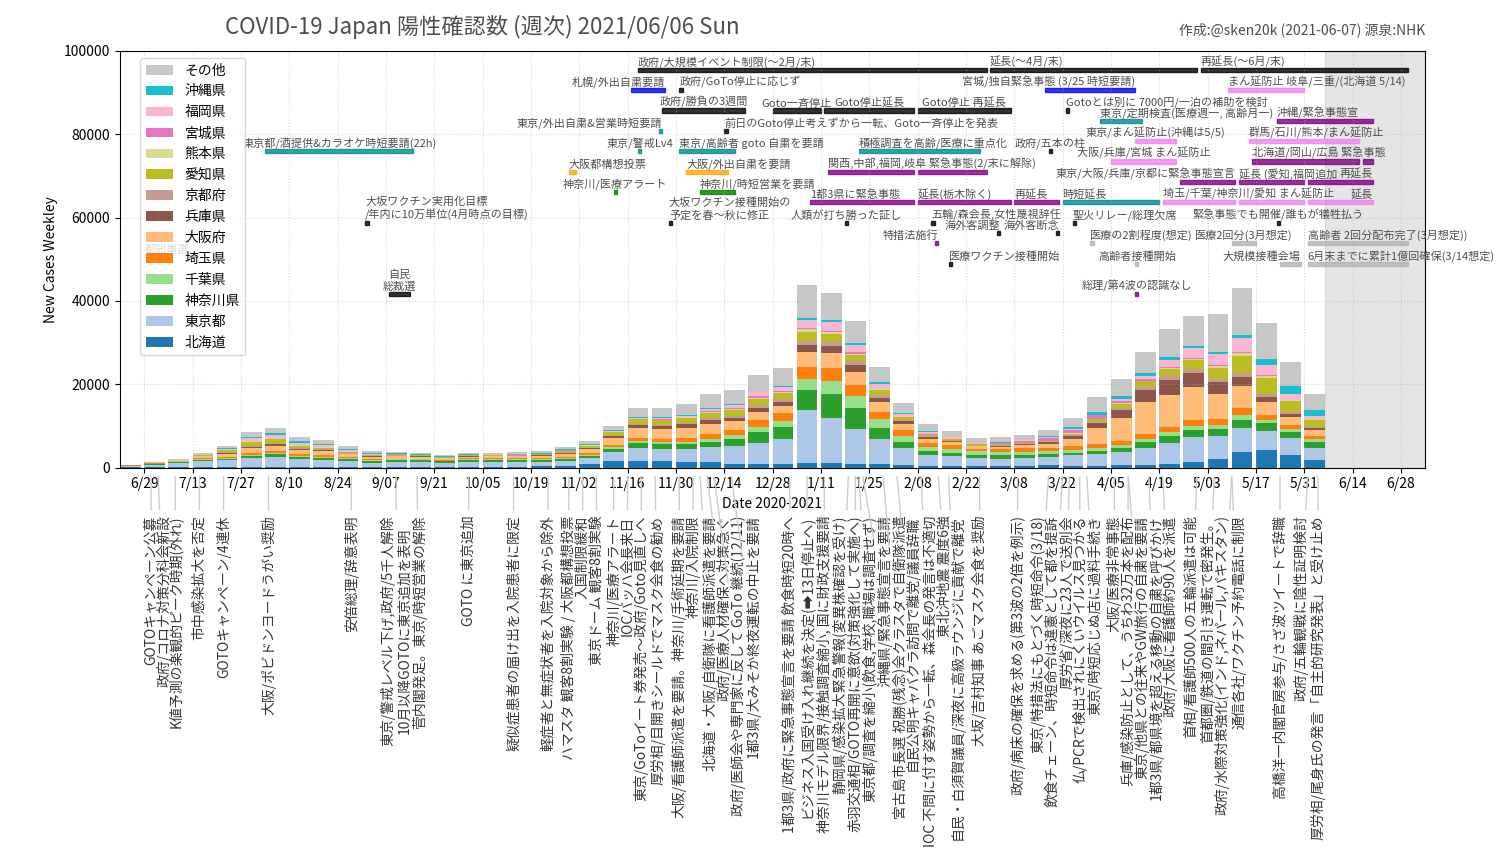 COVID-19 Japan 陽性確認数 (週次) 2021/06/06 Sun
作成:@sken20k (2021-06-07) 源泉:NHK
New Cases Weekly
100000
80000
60000
40000
20000
0
その他
沖縄県
福岡県
宮城県
熊本県
愛知県
京都府
兵庫県
大阪府
埼玉県
千葉県
神奈川県
東京都
北海道
政府/大規模イベント制限(〜2月/末)
延長(〜4月/末)
再延長(〜6月/末)
札幌/外出自粛要請
政府/GoTo停止に応じず
宮城/独自緊急事態 (3/25 時短要請)
まん延防止 岐阜/三重/(北海道 5/14)
政府/勝負の3週間
Goto一斉停止
Goto停止延長
Goto停止 再延長
Gotoとは別に 7000円/一泊の補助を検討
東京/外出自粛&営業時短要請
前日のGoto停止考えずから一転、Goto一斉停止を発表
東京/定期検査(医療週一, 高齢月一)
沖縄/緊急事態宣
東京/まん延防止(沖縄は5/5)
群馬/石川/熊本/まん延防止
東京都/酒提供&カラオケ時短要請(22h)
東京/警戒Lv4
東京/高齢者 goto 自粛を要請
積極調査を高齢/医療に重点化
政府/五本の柱
大阪/兵庫/宮城 まん延防止
北海道/岡山/広島 緊急事態
大阪都構想投票
大阪/外出自粛を要請
関西,中部,福岡,岐阜 緊急事態(2/末に解除)
東京/大阪/兵庫/京都に緊急事態宣言
延長 (愛知,福岡追加
再延長
神奈川/医療アラート
神奈川/時短営業を要請
1都3県に緊急事態
延長(栃木除く)
再延長
時短延長
埼玉/千葉/神奈川/愛知 まん延防止
延長
大坂ワクチン実用化目標
/年内に10万単位(4月時点の目標)
大坂ワクチン接種開始の
予定を春〜秋に修正
人類が打ち勝った証し
五輪/森会長,女性蔑視辞任
聖火リレー/総理欠席
緊急事態でも開催/誰もが犠牲払う
特措法施行
海外客調整
海外客断念
医療の2割程度(想定)
医療2回分(3月想定)
高齢者 2回分配布完了(3月想定))
医療ワクチン接種開始
高齢者接種開始
大規模接種会場
6月末までに累計1億回確保(3/14想定)
自民
総裁選
総理/第4波の認識なし
6/29
7/13
7/27
8/10
8/24
9/07
9/21
10/05
10/19
11/02
11/16
11/30
12/14
12/28
1/11
1/25
2/08
2/22
3/08
3/22
4/05
4/19
5/03
5/17
5/31
6/14
6/28
Date 2020-2021
GOTOキャンペーン公募
政府/コロナ対策分科会新設
K値予測の楽観的ピーク時期(外れ)
市中感染拡大を否定
GOTOキャンペーン/4連休
大阪/ポビドンヨードうがい奨励
安倍総理/辞意表明
東京/警戒レベル下げ,政府/5千人解除
10月以降GOTOに東京追加を表明
菅内閣発足。 東京/時短営業の解除
GOTO に東京追加
疑似症患者の届け出を入院患者に限定
軽症者と無症状者を入院対象から除外
ハマスタ 観客8割実験 / 大阪都構想投票
入国制限緩和
東京ドーム 観客8割実験
神奈川/医療アラート
IOCバッハ会長来日
東京/GoToイート券発売〜政府/Goto見直しへ
厚労相/目開きシールドでマスク会食の勧め
大阪/看護師派遣を要請。神奈川/手術延期を要請
神奈川/入院制限
北海道・大阪/自衛隊に看護師派遣を要請
政府/医療人材確保へ対策急ぐ
政府/医師会や専門家に反して GoTo 継続(12/11)
1都3県/大みそか終夜運転の中止を要請
1都3県/政府に緊急事態宣言を要請 飲食時短20時へ
ビジネス入国受け入れ継続を決定(➡13日停止へ)
神奈川モデル限界/接触調査縮小, 国に財政支援要請
静岡県/感染拡大緊急警報(変異株確認を受け)
赤羽交通相/GOTO再開に意欲(対策強化して実施へ)
東京都/調査を縮小(飲食,学校,職場は調査せず)
沖縄県/緊急事態宣言を要請
宮古島市長選 祝勝(残念)会クラスタで自衛隊派遣
自民公明キャバクラ訪問で離党/議員辞職
IOC 不問に付す姿勢から一転、森会長の発言は不適切
東北沖地震 震度6強
自民・白須賀議員/深夜に高級ラウンジに貢献で離党
大坂/吉村知事 あごマスク会食を奨励
政府/病床の確保を求める(第3波の2倍を例示)
東京/特措法にもとづく時短命令(3/18)
飲食チェーン、時短命令は違憲として都を提訴
厚労省/深夜に23人で送別会
仏/PCRで検出されにくいウイルス見つかる
東京/時短応じぬ店に過料手続き
大阪/医療非常事態
兵庫/感染防止として、うちわ32万本を配布
東京/他県との往来やGW旅行の自粛を要請
1都3県/都県境を超える移動の自粛を呼びかけ
政府/大阪に看護師約90人を派遣
首相/看護師500人の五輪派遣は可能
首都圏/鉄道の間引き運転で密発生。
政府/水際対策強化(インド,ネパール,パキスタン)
通信各社/ワクチン予約電話に制限
高橋洋一内閣官房参与/さざ波ツイートで辞職
政府/五輪観戦に陰性証明検討
厚労相/尾身氏の発言「自主的研究発表」と受け止め